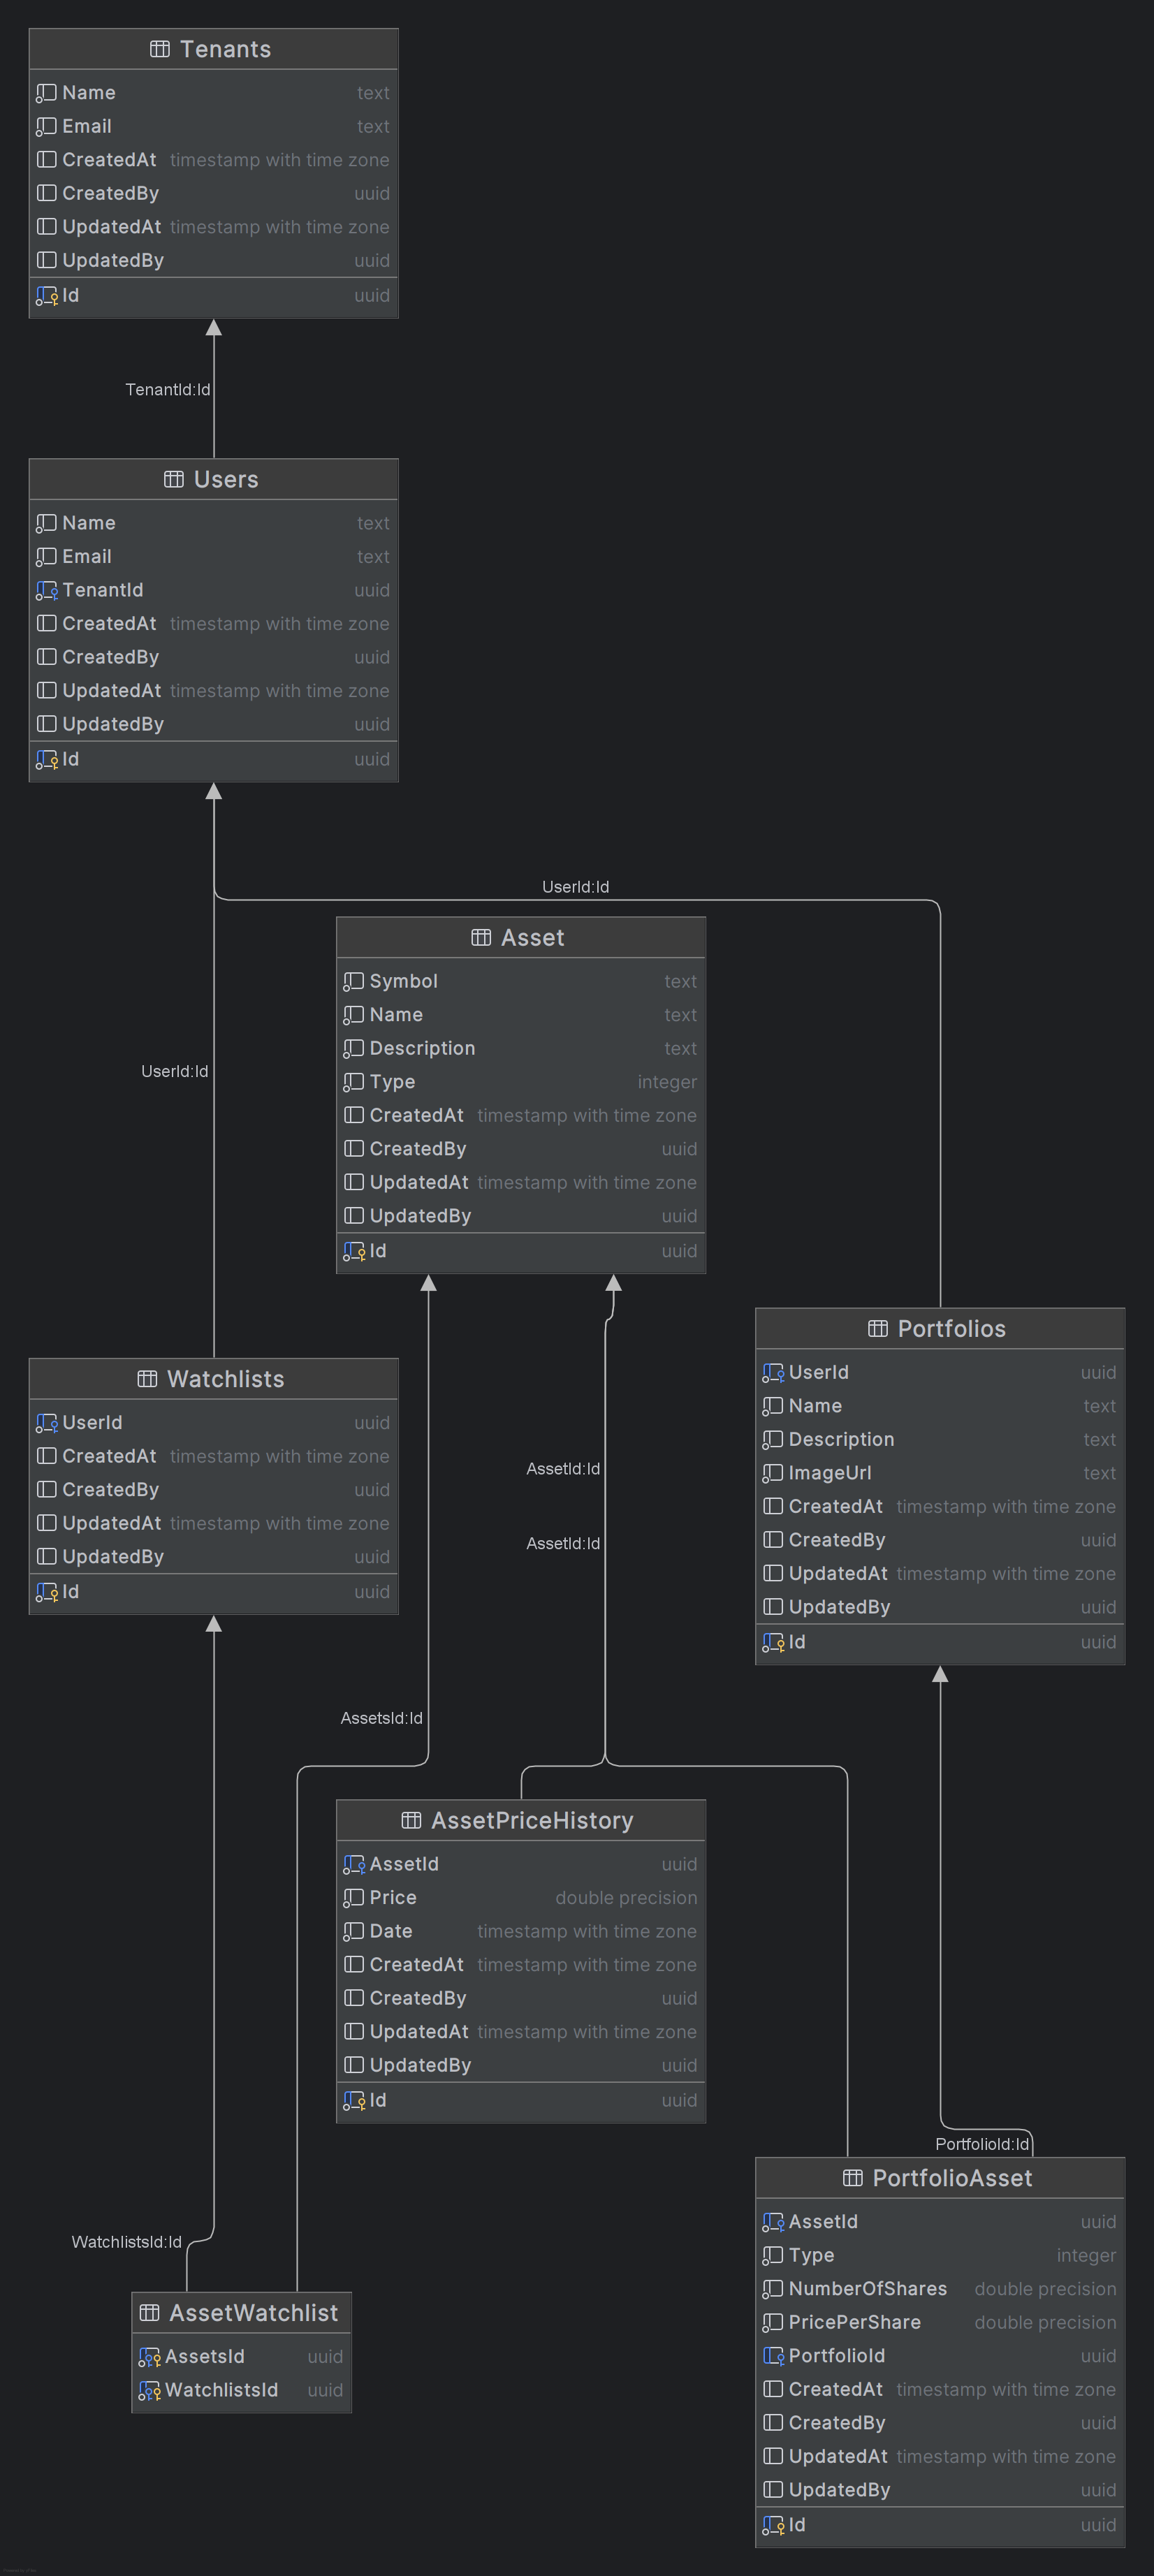 Tenants
Name text
Email text
CreatedAt timestamp with time zone
CreatedBy uuid
UpdatedAt timestamp with time zone
UpdatedBy uuid
Id uuid
TenantId:Id
Users
Name text
Email text
TenantId uuid
CreatedAt timestamp with time zone
CreatedBy uuid
UpdatedAt timestamp with time zone
UpdatedBy uuid
Id uuid
UserId:Id
Asset
Symbol text
Name text
Description text
Type integer
CreatedAt timestamp with time zone
CreatedBy uuid
UpdatedAt timestamp with time zone
UpdatedBy uuid
Id uuid
UserId:Id
Portfolios
UserId uuid
Name text
Description text
ImageUrl text
CreatedAt timestamp with time zone
CreatedBy uuid
UpdatedAt timestamp with time zone
UpdatedBy uuid
Id uuid
Watchlists
UserId uuid
CreatedAt timestamp with time zone
CreatedBy uuid
UpdatedAt timestamp with time zone
UpdatedBy uuid
Id uuid
AssetId:Id
AssetId:Id
AssetsId:Id
AssetPriceHistory
AssetId uuid
Price double precision
Date timestamp with time zone
CreatedAt timestamp with time zone
CreatedBy uuid
UpdatedAt timestamp with time zone
UpdatedBy uuid
Id uuid
PortfolioId:Id
PortfolioAsset
AssetId uuid
Type integer
NumberOfShares double precision
PricePerShare double precision
PortfolioId uuid
CreatedAt timestamp with time zone
CreatedBy uuid
UpdatedAt timestamp with time zone
UpdatedBy uuid
Id uuid
WatchlistsId:Id
AssetWatchlist
AssetsId uuid
WatchlistsId uuid